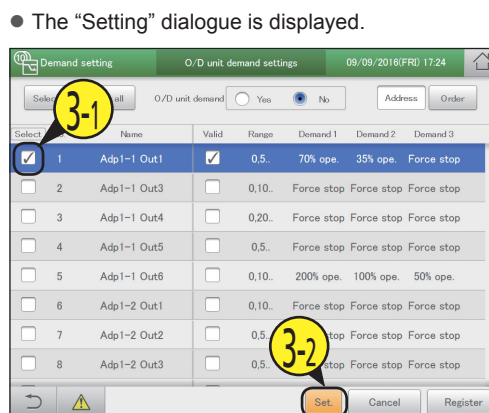 ● The “Setting” dialogue is displayed.
Demand setting O/D unit demand settings 09/09/2016(FRI) 17:24
all O/D unit demand Yes No Address Order
3-1
Select Name Valid Range Demand 1 Demand 2 Demand 3
1 Adp1-1 Out1 0,5.. 70% ope. 35% ope. Force stop
2 Adp1-1 Out3 0,10.. Force stop Force stop Force stop
3 Adp1-1 Out4 0,20.. Force stop Force stop Force stop
4 Adp1-1 Out5 0,5.. Force stop Force stop Force stop
5 Adp1-1 Out6 0,10.. 200% ope. 100% ope. 50% ope.
6 Adp1-2 Out1 0,10.. Force stop Force stop Force stop
7 Adp1-2 Out2 0,5.. stop Force stop Force stop
8 Adp1-2 Out3 0,5.. stop Force stop Force stop
3-2
Set. Cancel Register